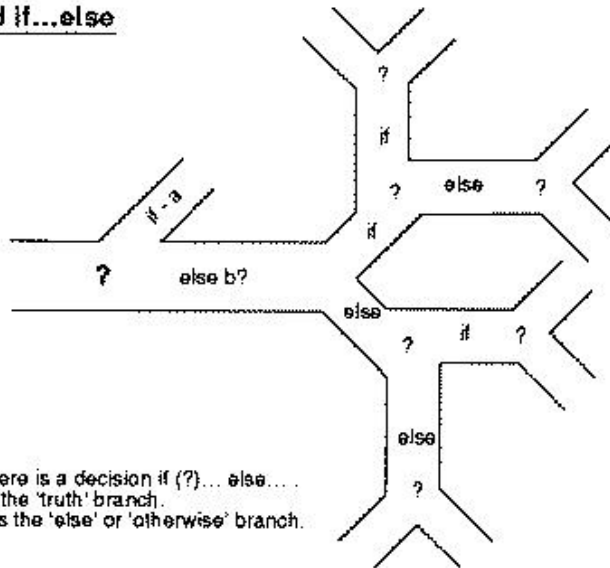 if...else
?
if
?
else
?
if - a
if
?
else b?
else
?
if
?
else
?
ere is a decision if (?)... else... .
the 'truth' branch.
s the 'else' or 'otherwise' branch.